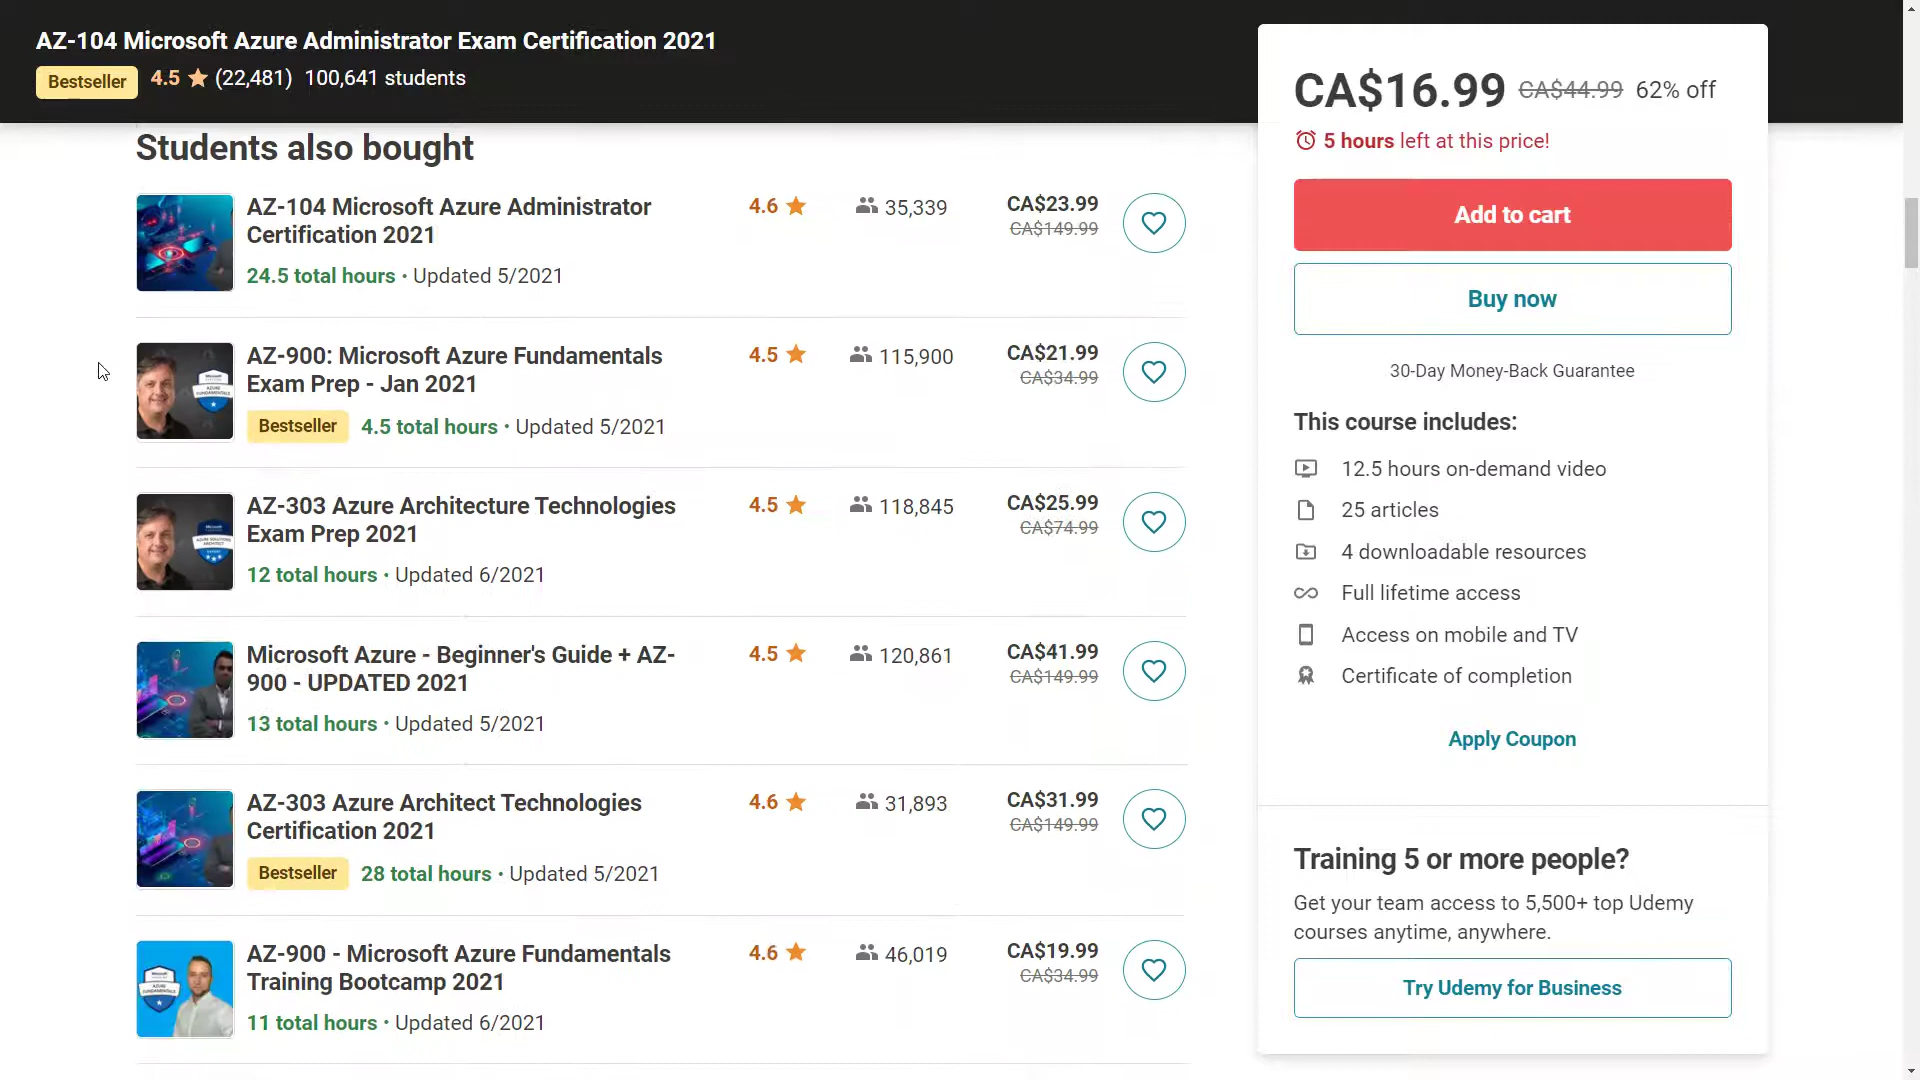 AZ-104 Microsoft Azure Administrator Exam Certification 2021
Bestseller 4.5 (22,481) 100,641 students
Students also bought
AZ-104 Microsoft Azure Administrator
Certification 2021
24.5 total hours • Updated 5/2021
4.6 35,339 CA$23.99
CA$149.99
AZ-900: Microsoft Azure Fundamentals
Exam Prep - Jan 2021
Bestseller 4.5 total hours • Updated 5/2021
4.5 115,900 CA$21.99
CA$34.99
AZ-303 Azure Architecture Technologies
Exam Prep 2021
12 total hours • Updated 6/2021
4.5 118,845 CA$25.99
CA$74.99
Microsoft Azure - Beginner's Guide + AZ-
900 - UPDATED 2021
13 total hours • Updated 5/2021
4.5 120,861 CA$41.99
CA$149.99
AZ-303 Azure Architect Technologies
Certification 2021
Bestseller 28 total hours • Updated 5/2021
4.6 31,893 CA$31.99
CA$149.99
AZ-900 - Microsoft Azure Fundamentals
Training Bootcamp 2021
11 total hours • Updated 6/2021
4.6 46,019 CA$19.99
CA$34.99
CA$16.99 CA$44.99 62% off
5 hours left at this price!
Add to cart
Buy now
30-Day Money-Back Guarantee
This course includes:
12.5 hours on-demand video
25 articles
4 downloadable resources
Full lifetime access
Access on mobile and TV
Certificate of completion
Apply Coupon
Training 5 or more people?
Get your team access to 5,500+ top Udemy
courses anytime, anywhere.
Try Udemy for Business